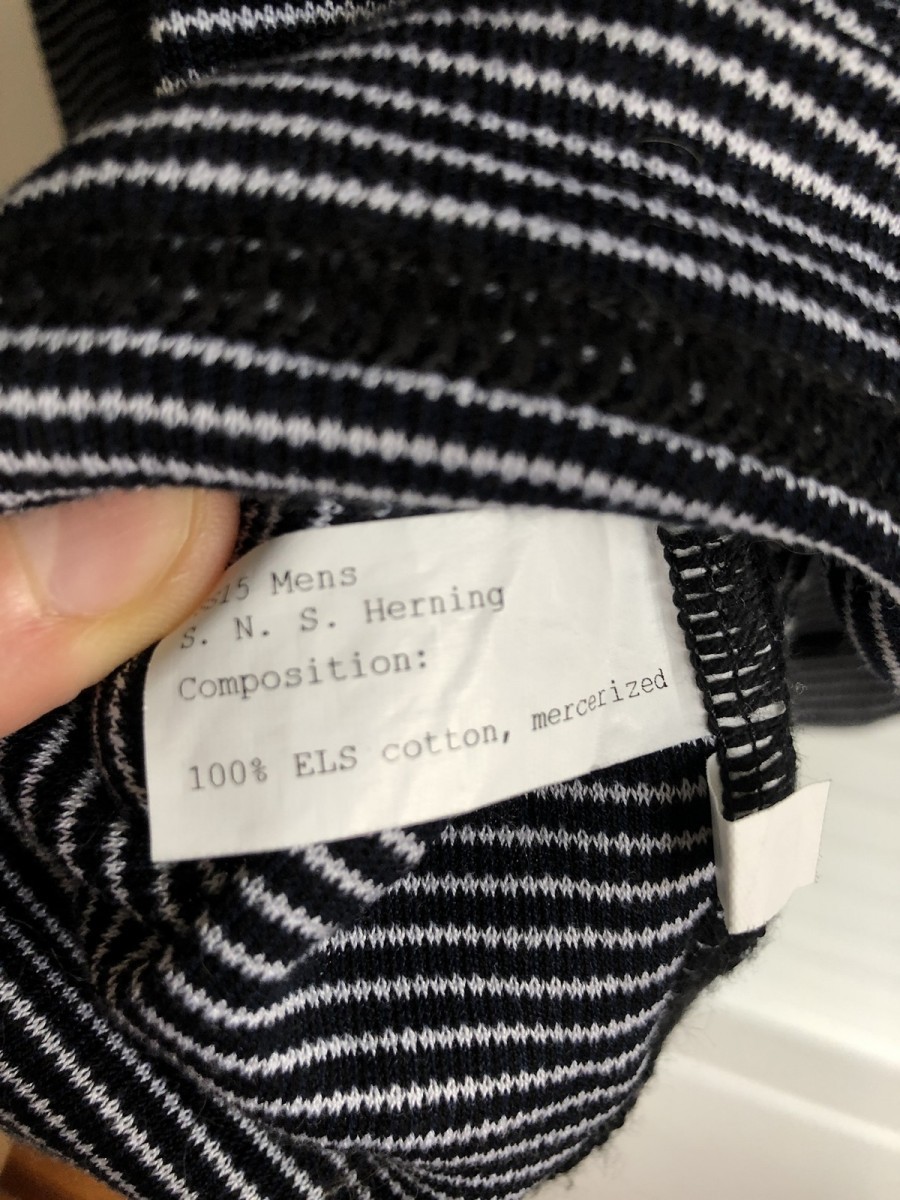 Mens
S. N. S. Herning
Composition:
100% ELS cotton, mercerized